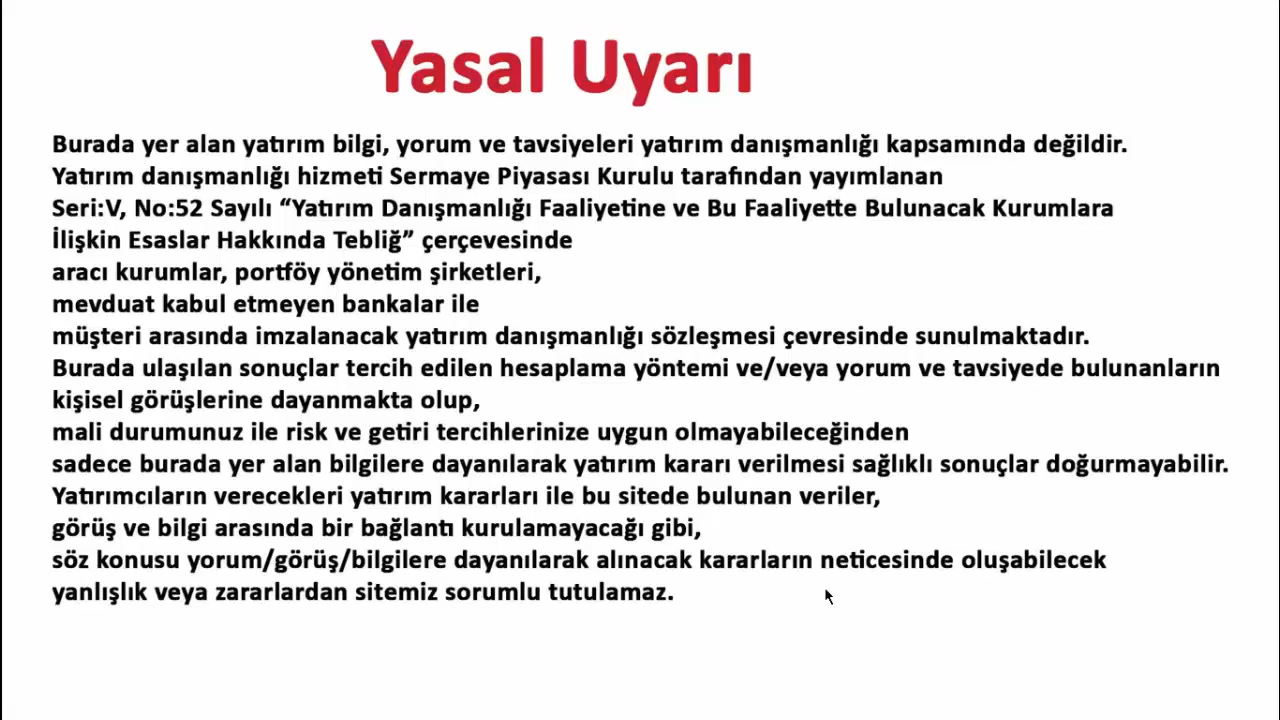 Yasal Uyarı
Burada yer alan yatırım bilgi, yorum ve tavsiyeleri yatırım danışmanlığı kapsamında değildir.
Yatırım danışmanlığı hizmeti Sermaye Piyasası Kurulu tarafından yayımlanan
Seri:V, No:52 Sayılı “Yatırım Danışmanlığı Faaliyetine ve Bu Faaliyette Bulunacak Kurumlara
İlişkin Esaslar Hakkında Tebliğ” çerçevesinde
aracı kurumlar, portföy yönetim şirketleri,
mevduat kabul etmeyen bankalar ile
müşteri arasında imzalanacak yatırım danışmanlığı sözleşmesi çevresinde sunulmaktadır.
Burada ulaşılan sonuçlar tercih edilen hesaplama yöntemi ve/veya yorum ve tavsiyede bulunanların
kişisel görüşlerine dayanmakta olup,
mali durumunuz ile risk ve getiri tercihlerinize uygun olmayabileceğinden
sadece burada yer alan bilgilere dayanılarak yatırım kararı verilmesi sağlıklı sonuçlar doğurmayabilir.
Yatırımcıların verecekleri yatırım kararları ile bu sitede bulunan veriler,
görüş ve bilgi arasında bir bağlantı kurulamayacağı gibi,
söz konusu yorum/görüş/bilgilere dayanılarak alınacak kararların neticesinde oluşabilecek
yanlışlık veya zararlardan sitemiz sorumlu tutulamaz.